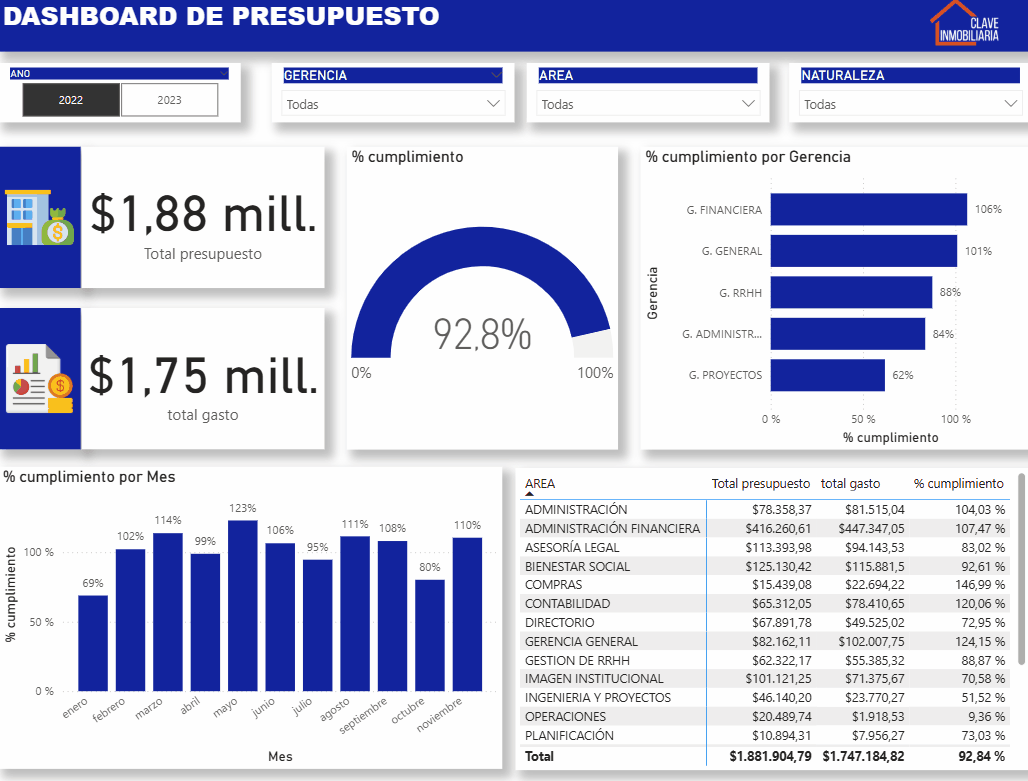 DASHBOARD DE PRESUPUESTO
CLAVE
INMOBILIARIA
ANO
2022
2023
GERENCIA
Todas
AREA
Todas
NATURALEZA
Todas
$1,88 mill.
Total presupuesto
$1,75 mill.
total gasto
% cumplimiento
92,8%
0%
100%
% cumplimiento por Gerencia
Gerencia
G. FINANCIERA
106%
G. GENERAL
101%
G. RRHH
88%
G. ADMINISTR...
84%
G. PROYECTOS
62%
0 %
50 %
100 %
% cumplimiento
% cumplimiento por Mes
% cumplimiento
100 %
50 %
0 %
69%
102%
114%
99%
123%
106%
95%
111%
108%
80%
110%
enero
febrero
marzo
abril
mayo
junio
julio
agosto
septiembre
octubre
noviembre
Mes
AREA Total presupuesto total gasto % cumplimiento
ADMINISTRACIÓN $78.358,37 $81.515,04 104,03 %
ADMINISTRACIÓN FINANCIERA $416.260,61 $447.347,05 107,47 %
ASESORÍA LEGAL $113.393,98 $94.143,53 83,02 %
BIENESTAR SOCIAL $125.130,42 $115.881,5 92,61 %
COMPRAS $15.439,08 $22.694,22 146,99 %
CONTABILIDAD $65.312,05 $78.410,65 120,06 %
DIRECTORIO $67.891,78 $49.525,02 72,95 %
GERENCIA GENERAL $82.162,11 $102.007,75 124,15 %
GESTION DE RRHH $62.322,17 $55.385,32 88,87 %
IMAGEN INSTITUCIONAL $101.121,25 $71.375,67 70,58 %
INGENIERIA Y PROYECTOS $46.140,20 $23.770,27 51,52 %
OPERACIONES $20.489,74 $1.918,53 9,36 %
PLANIFICACIÓN $10.894,31 $7.956,27 73,03 %
Total $1.881.904,79 $1.747.184,82 92,84 %